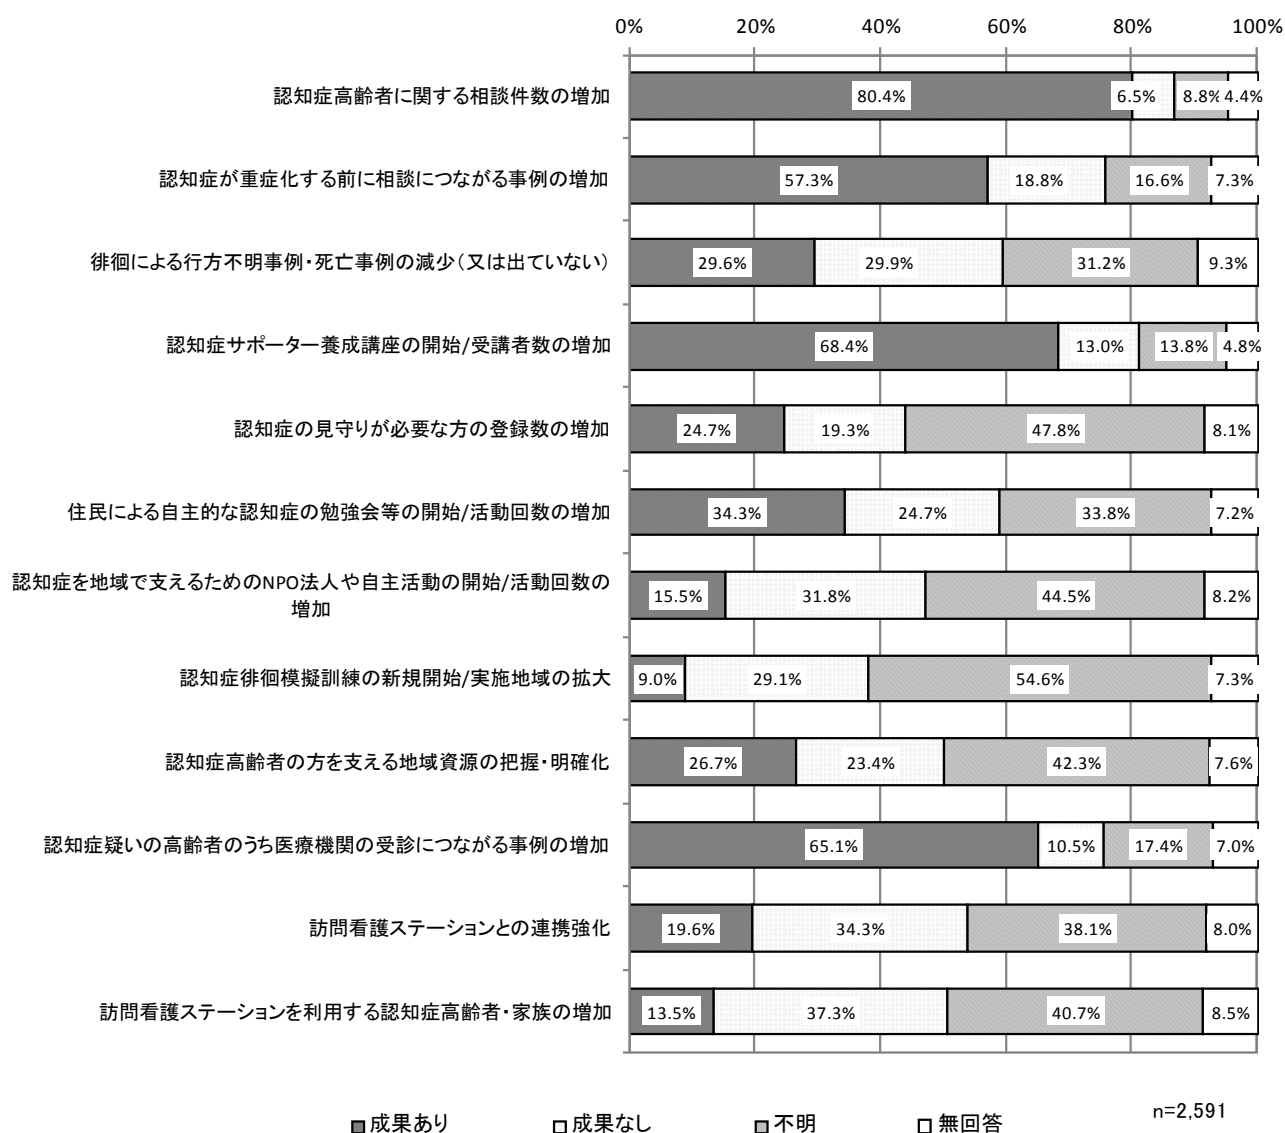 0% 20% 40% 60% 80% 100%
認知症高齢者に関する相談件数の増加 80.4% 6.5% 8.8% 4.4%
認知症が重症化する前に相談につながる事例の増加 57.3% 18.8% 16.6% 7.3%
徘徊による行方不明事例・死亡事例の減少(又は出ていない) 29.6% 29.9% 31.2% 9.3%
認知症サポーター養成講座の開始/受講者数の増加 68.4% 13.0% 13.8% 4.8%
認知症の見守りが必要な方の登録数の増加 24.7% 19.3% 47.8% 8.1%
住民による自主的な認知症の勉強会等の開始/活動回数の増加 34.3% 24.7% 33.8% 7.2%
認知症を地域で支えるためのNPO法人や自主活動の開始/活動回数の
増加 15.5% 31.8% 44.5% 8.2%
認知症徘徊模擬訓練の新規開始/実施地域の拡大 9.0% 29.1% 54.6% 7.3%
認知症高齢者の方を支える地域資源の把握・明確化 26.7% 23.4% 42.3% 7.6%
認知症疑いの高齢者のうち医療機関の受診につながる事例の増加 65.1% 10.5% 17.4% 7.0%
訪問看護ステーションとの連携強化 19.6% 34.3% 38.1% 8.0%
訪問看護ステーションを利用する認知症高齢者・家族の増加 13.5% 37.3% 40.7% 8.5%
成果あり 成果なし 不明 無回答 n=2,591